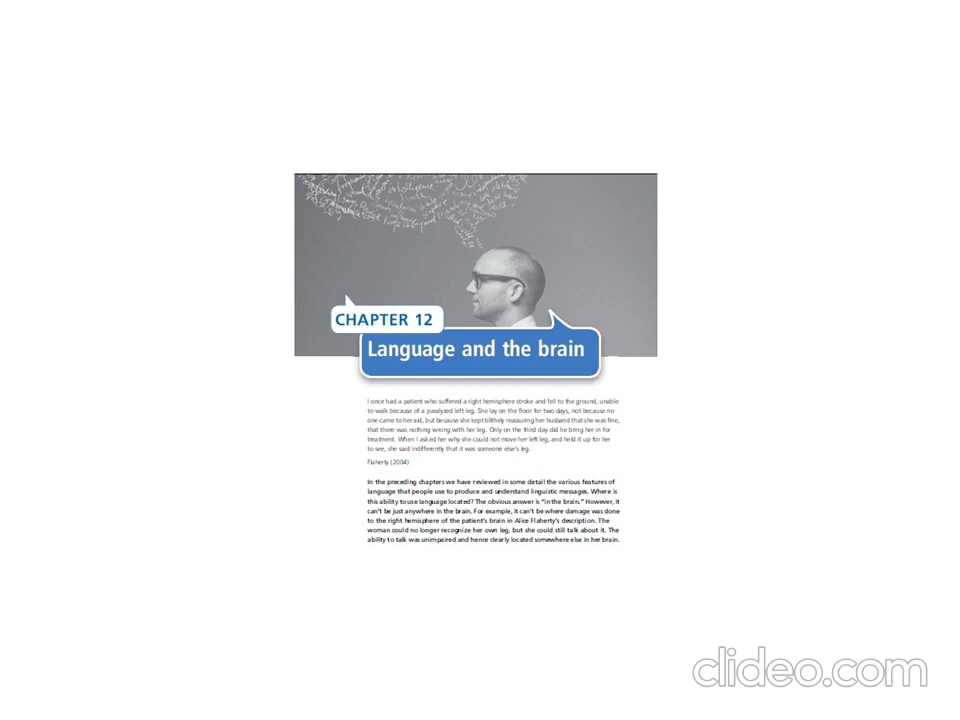 CHAPTER 12
Language and the brain
I once had a patient who suffered a right hemisphere stroke and fell to the ground, unable
to walk because of a paralyzed left leg. She lay on the floor for two days, not because no
one came to her aid, but because she kept blithely reassuring her husband that she was fine,
that there was nothing wrong with her leg. Only on the third day did he bring her in for
treatment. When I asked her why she could not move her left leg, and held it up for her
to see, she said indifferently that it was someone else's leg.
Flaherty (2004)
In the preceding chapters we have reviewed in some detail the various features of
language that people use to produce and understand linguistic messages. Where is
this ability to use language located? The obvious answer is “in the brain.” However, it
can't be just anywhere in the brain. For example, it can't be where damage was done
to the right hemisphere of the patient's brain in Alice Flaherty's description. The
woman could no longer recognize her own leg, but she could still talk about it. The
ability to talk was unimpaired and hence clearly located somewhere else in her brain.
clideo.com